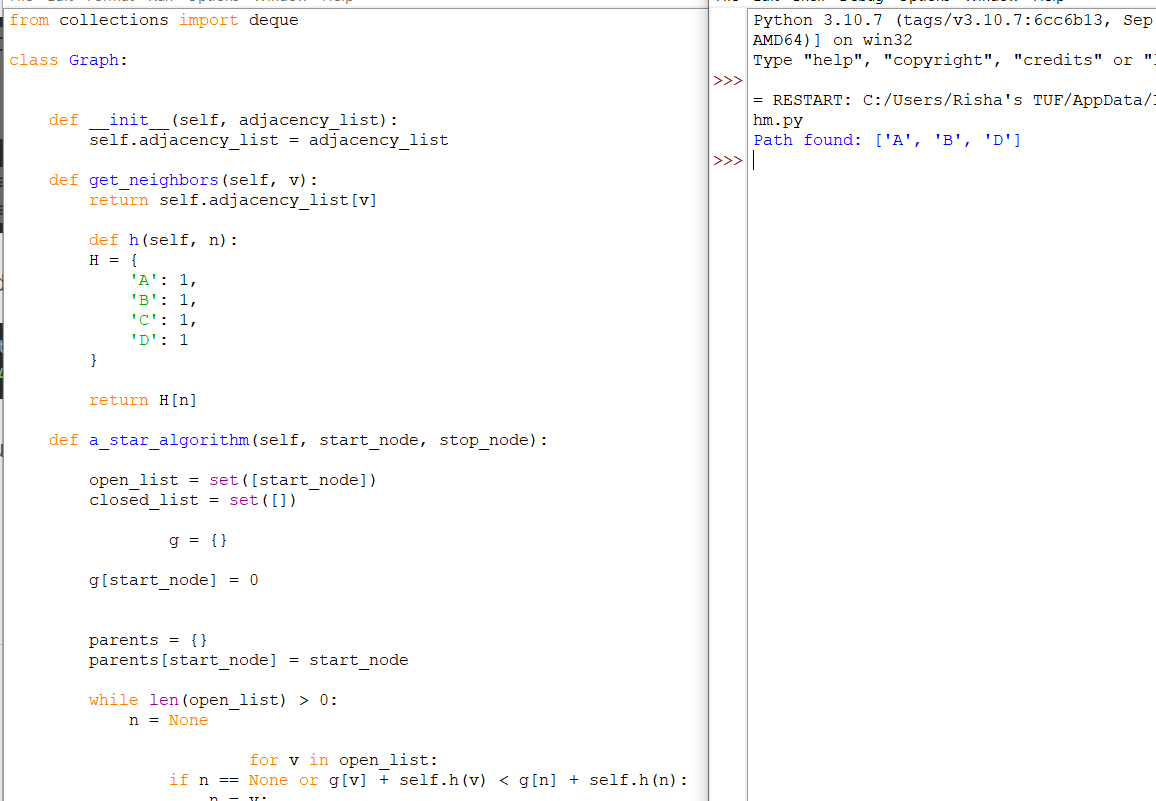 from collections import deque
class Graph:
def __init__(self, adjacency_list):
self.adjacency_list = adjacency_list
def get_neighbors(self, v):
return self.adjacency_list[v]
def h(self, n):
H = {
'A': 1,
'B': 1,
'C': 1,
'D': 1
}
return H[n]
def a_star_algorithm(self, start_node, stop_node):
open_list = set([start_node])
closed_list = set([])
g = {}
g[start_node] = 0
parents = {}
parents[start_node] = start_node
while len(open_list) > 0:
n = None
for v in open_list:
if n == None or g[v] + self.h(v) < g[n] + self.h(n):
n = v;
Python 3.10.7 (tags/v3.10.7:6cc6b13, Sep
AMD64)] on win32
Type "help", "copyright", "credits" or "
>>>
= RESTART: C:/Users/Risha's TUF/AppData/
hm.py
Path found: ['A', 'B', 'D']
>>>